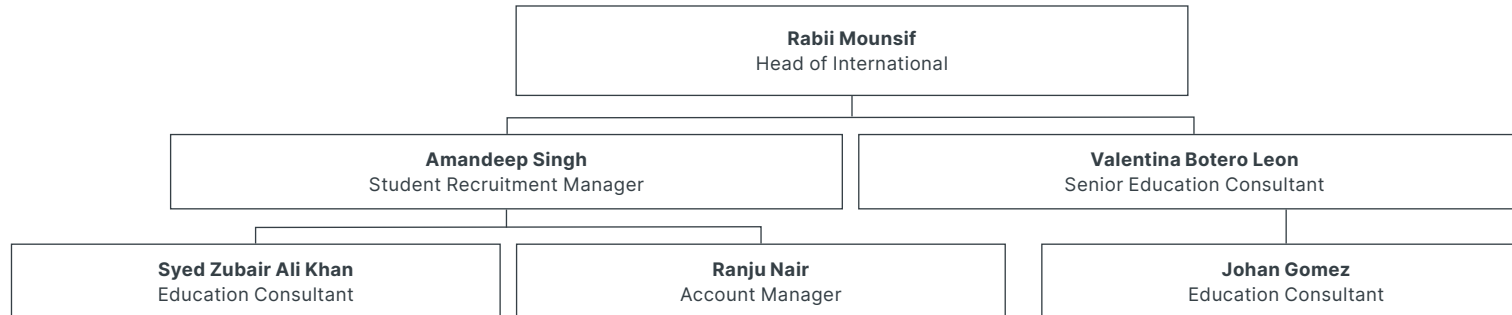 Rabii Mounsif
Head of International
Amandeep Singh
Student Recruitment Manager
Valentina Botero Leon
Senior Education Consultant
Syed Zubair Ali Khan
Education Consultant
Ranju Nair
Account Manager
Johan Gomez
Education Consultant